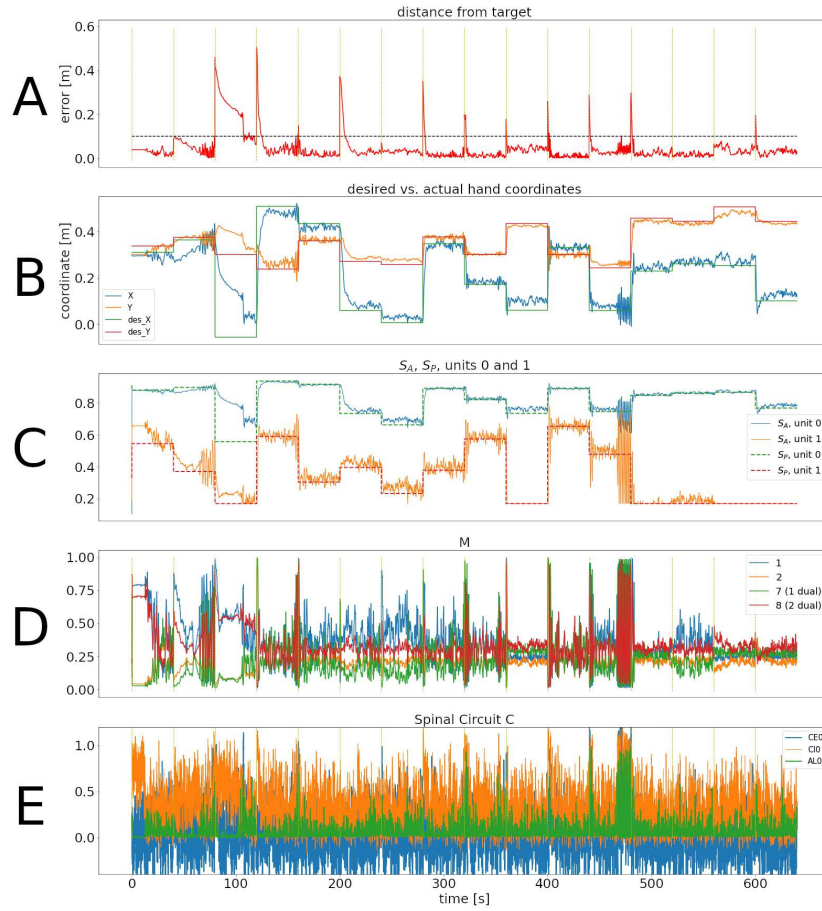 distance from target
A
error [m]
0.6
0.4
0.2
0.0
desired vs. actual hand coordinates
B
coordinate [m]
0.4
0.2
0.0
X
Y
des_X
des_Y
S_A, S_P, units 0 and 1
C
0.8
0.6
0.4
0.2
S_A, unit 0
S_A, unit 1
S_P, unit 0
S_P, unit 1
M
D
1.00
0.75
0.50
0.25
0.00
1
2
7 (1 dual)
8 (2 dual)
Spinal Circuit C
E
1.0
0.5
0.0
CE0
CI0
AL0
0 100 200 300 400 500 600
time [s]